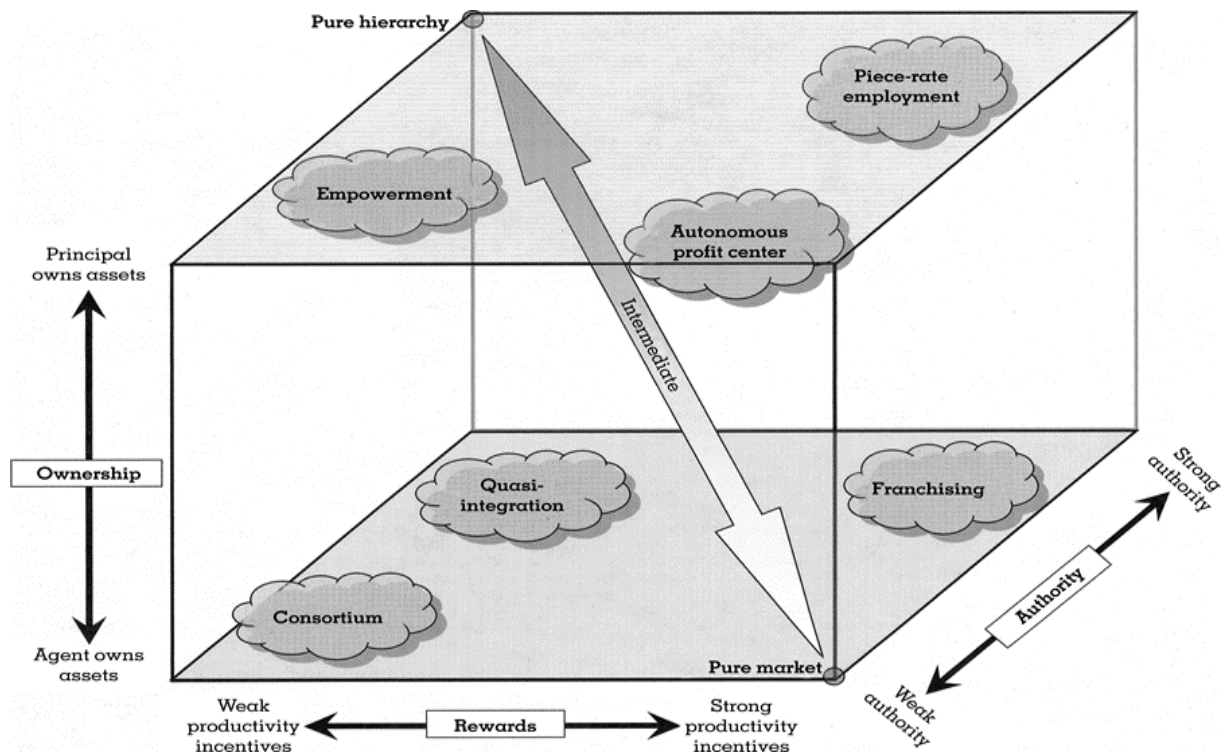 Pure hierarchy
Piece-rate
employment
Empowerment
Autonomous
profit center
Principal
owns assets
Intermediate
Ownership
Quasi-
integration
Franchising
Strong
authority
Consortium
Authority
Agent owns
assets
Pure market
Weak
authority
Weak
productivity
incentives
Rewards
Strong
productivity
incentives